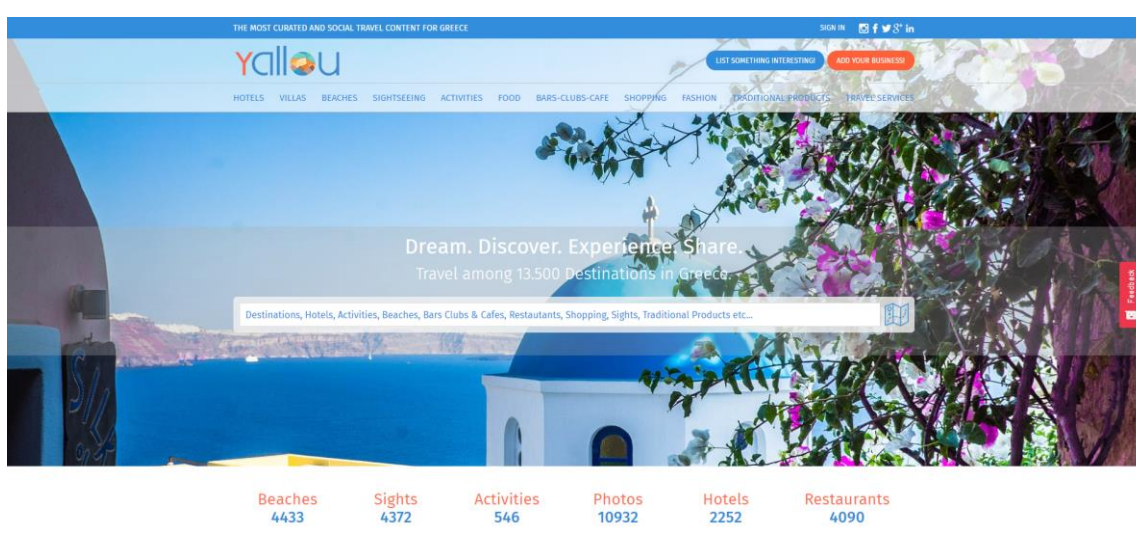 THE MOST CURATED AND SOCIAL TRAVEL CONTENT FOR GREECE
SIGN IN
Yallou
LIST SOMETHING INTERESTING!
ADD YOUR BUSINESS!
HOTELS VILLAS BEACHES SIGHTSEEING ACTIVITIES FOOD BARS-CLUBS-CAFE SHOPPING FASHION TRADITIONAL PRODUCTS TRAVEL SERVICES
Dream. Discover. Experience. Share.
Travel among 13.500 Destinations in Greece.
Destinations, Hotels, Activities, Beaches, Bars Clubs & Cafes, Restautants, Shopping, Sights, Traditional Products etc...
Feedback
Beaches Sights Activities Photos Hotels Restaurants
4433 4372 546 10932 2252 4090